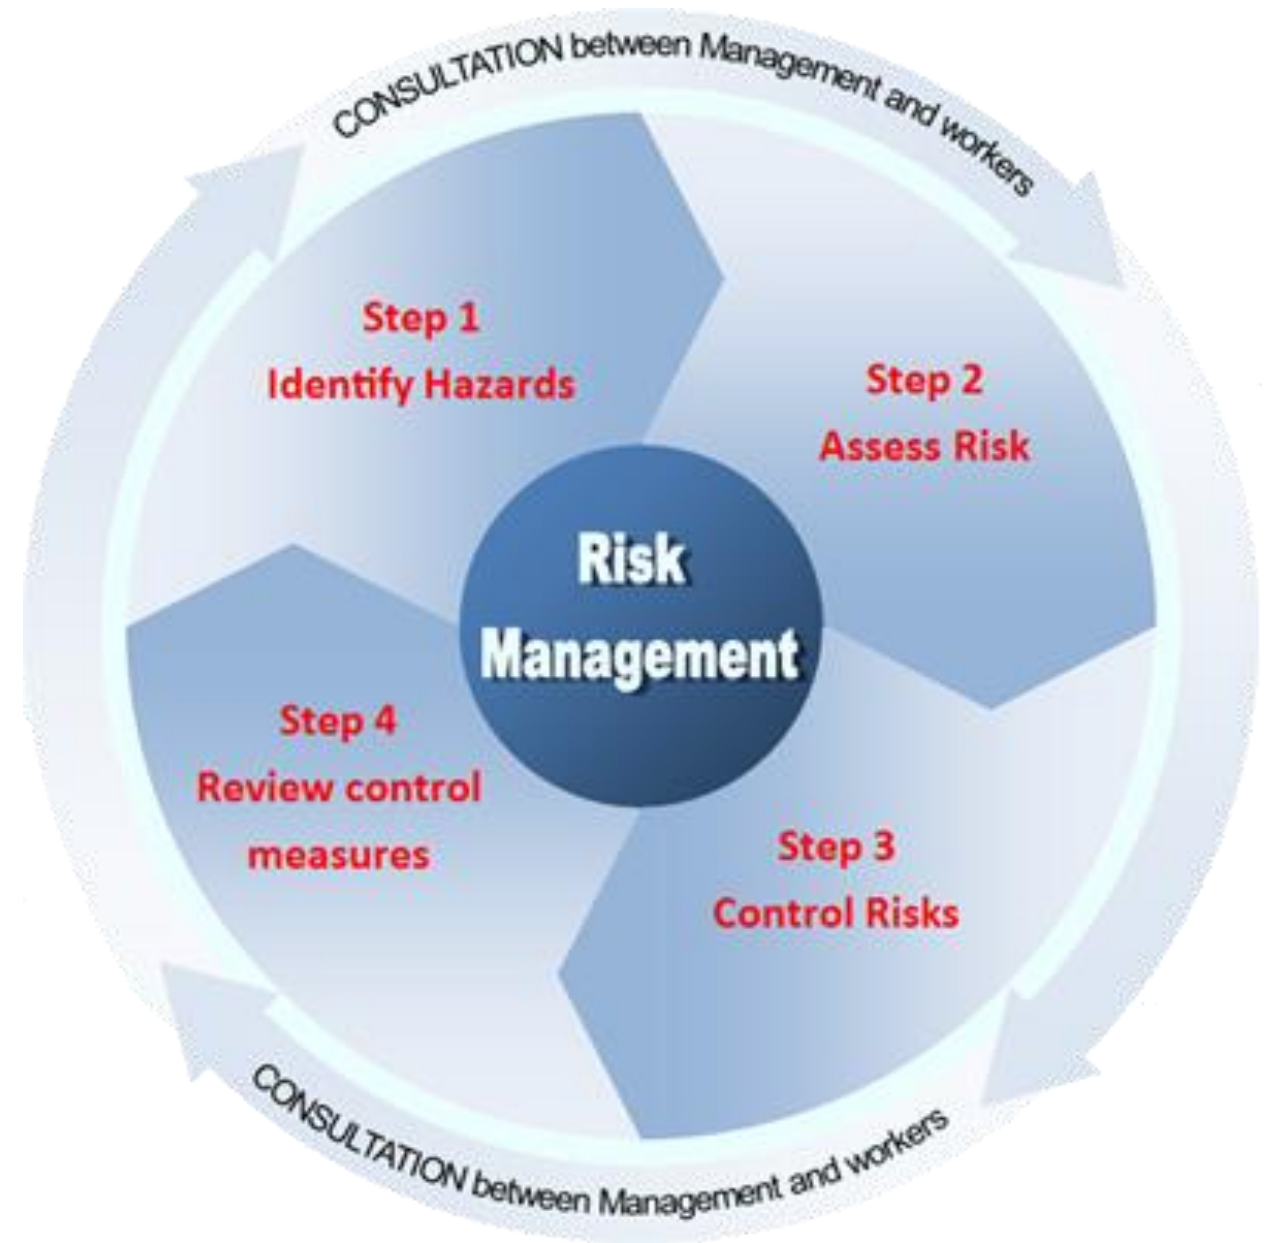 CONSULTATION between Management and workers
Step 1
Identify Hazards
Step 2
Assess Risk
Risk
Management
Step 4
Review control
measures
Step 3
Control Risks
CONSULTATION between Management and workers